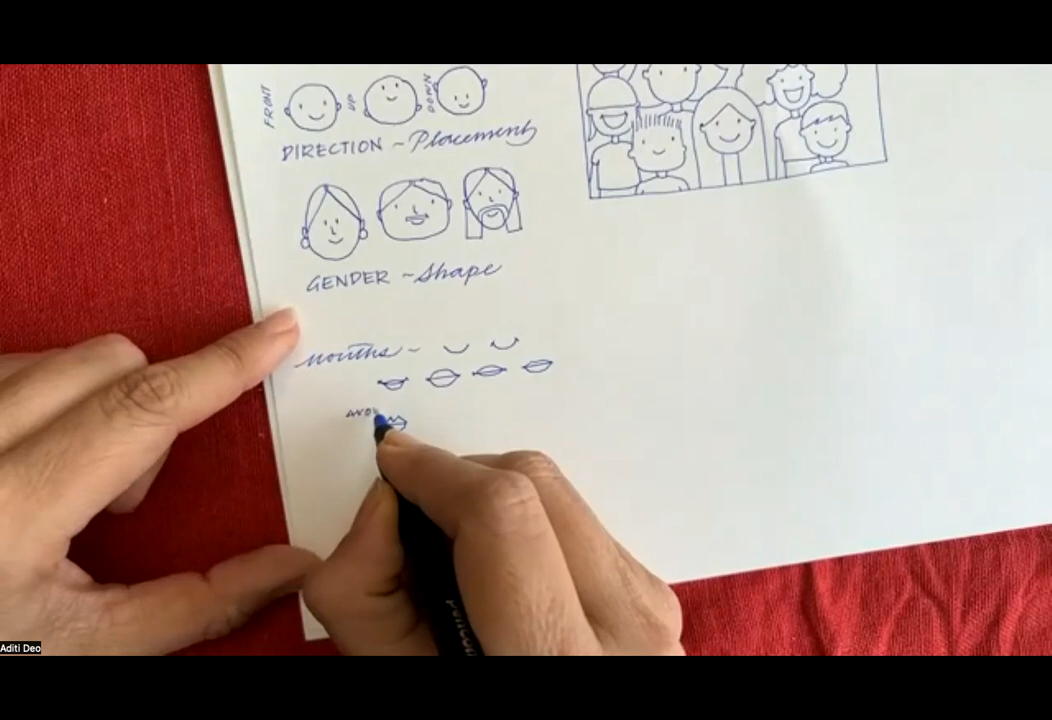 FRONT UP DOWN
DIRECTION ~ Placement
GENDER ~ Shape
Mouths ~
Aditi Deo